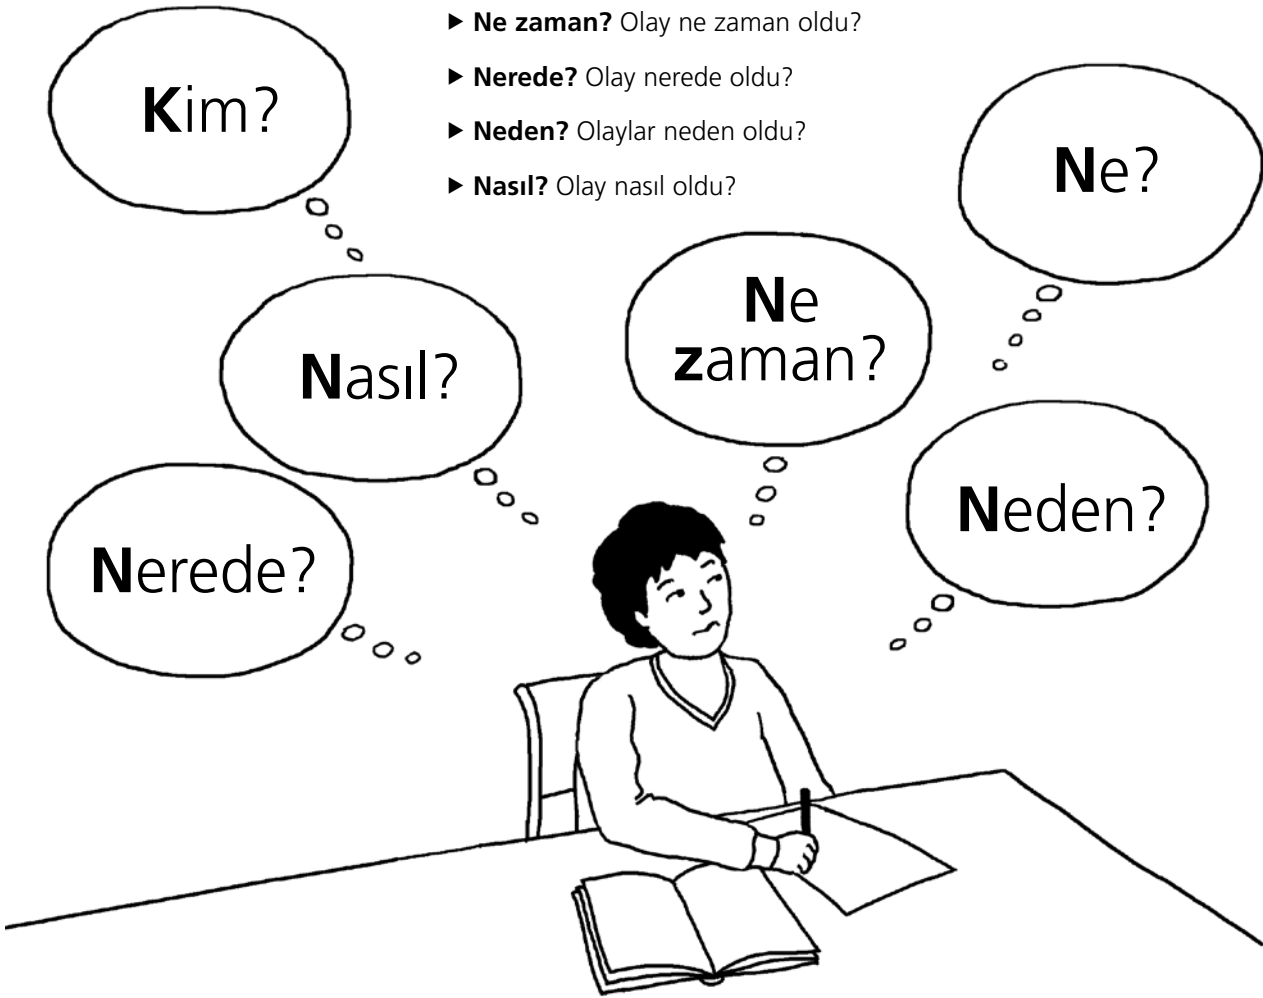 ▶ Ne zaman? Olay ne zaman oldu?
▶ Nerede? Olay nerede oldu?
▶ Neden? Olaylar neden oldu?
▶ Nasıl? Olay nasıl oldu?
Kim?
Ne?
Nasıl?
Ne
zaman?
Nerede?
Neden?